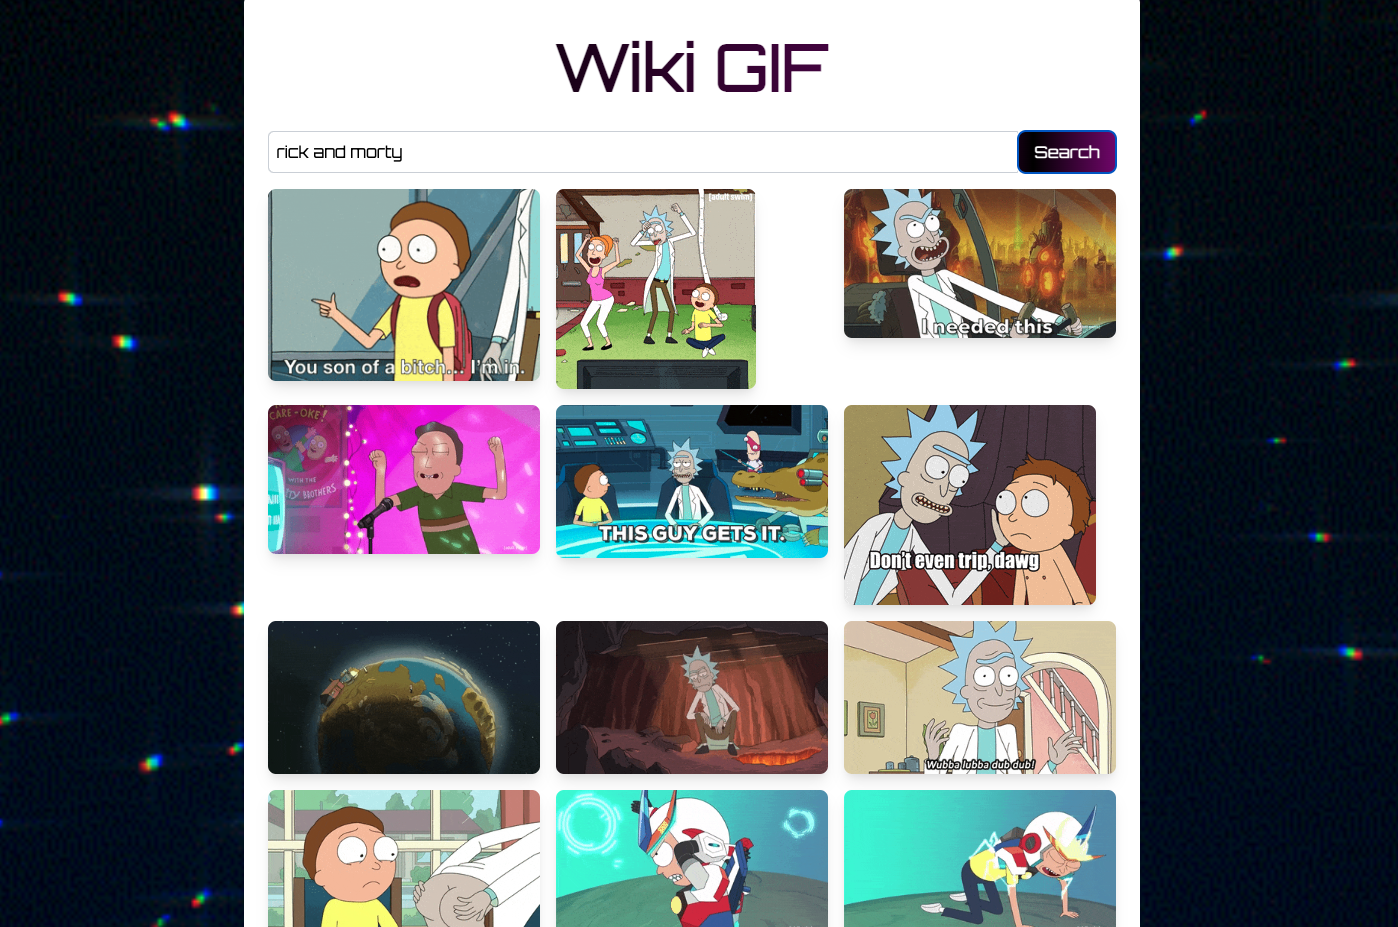 Wiki GIF
rick and morty
Search
You son of a bitch... I'm in.
[adult swim]
I needed this
CARE-OKE!
WITH THE
BROTHERS
THIS GUY GETS IT.
Don't even trip, dawg
Wubba lubba dub dub!